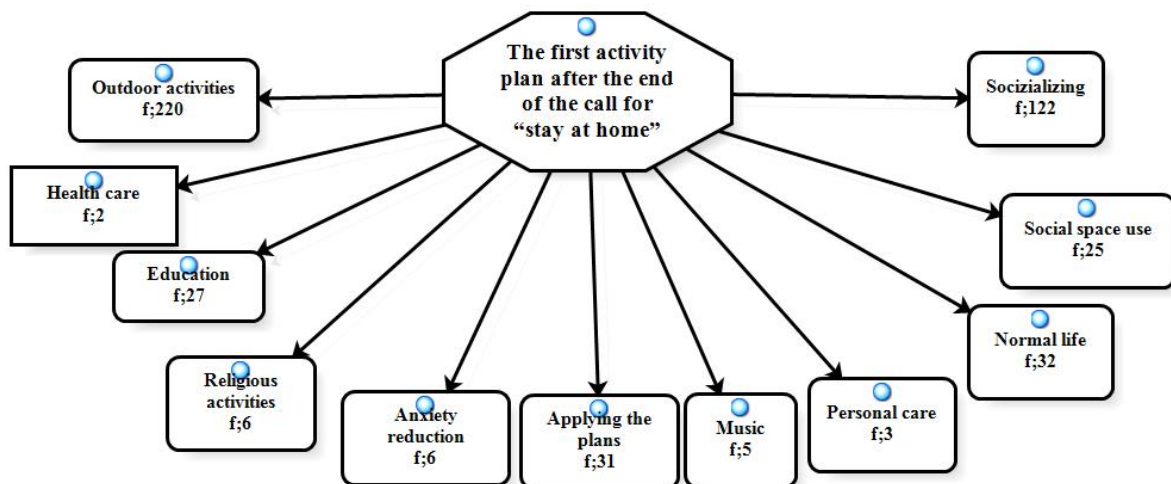 The first activity
plan after the end
of the call for
“stay at home”
Outdoor activities
f;220
Health care
f;2
Education
f;27
Religious
activities
f;6
Anxiety
reduction
f;6
Applying the
plans
f;31
Music
f;5
Personal care
f;3
Normal life
f;32
Social space use
f;25
Socizializing
f;122